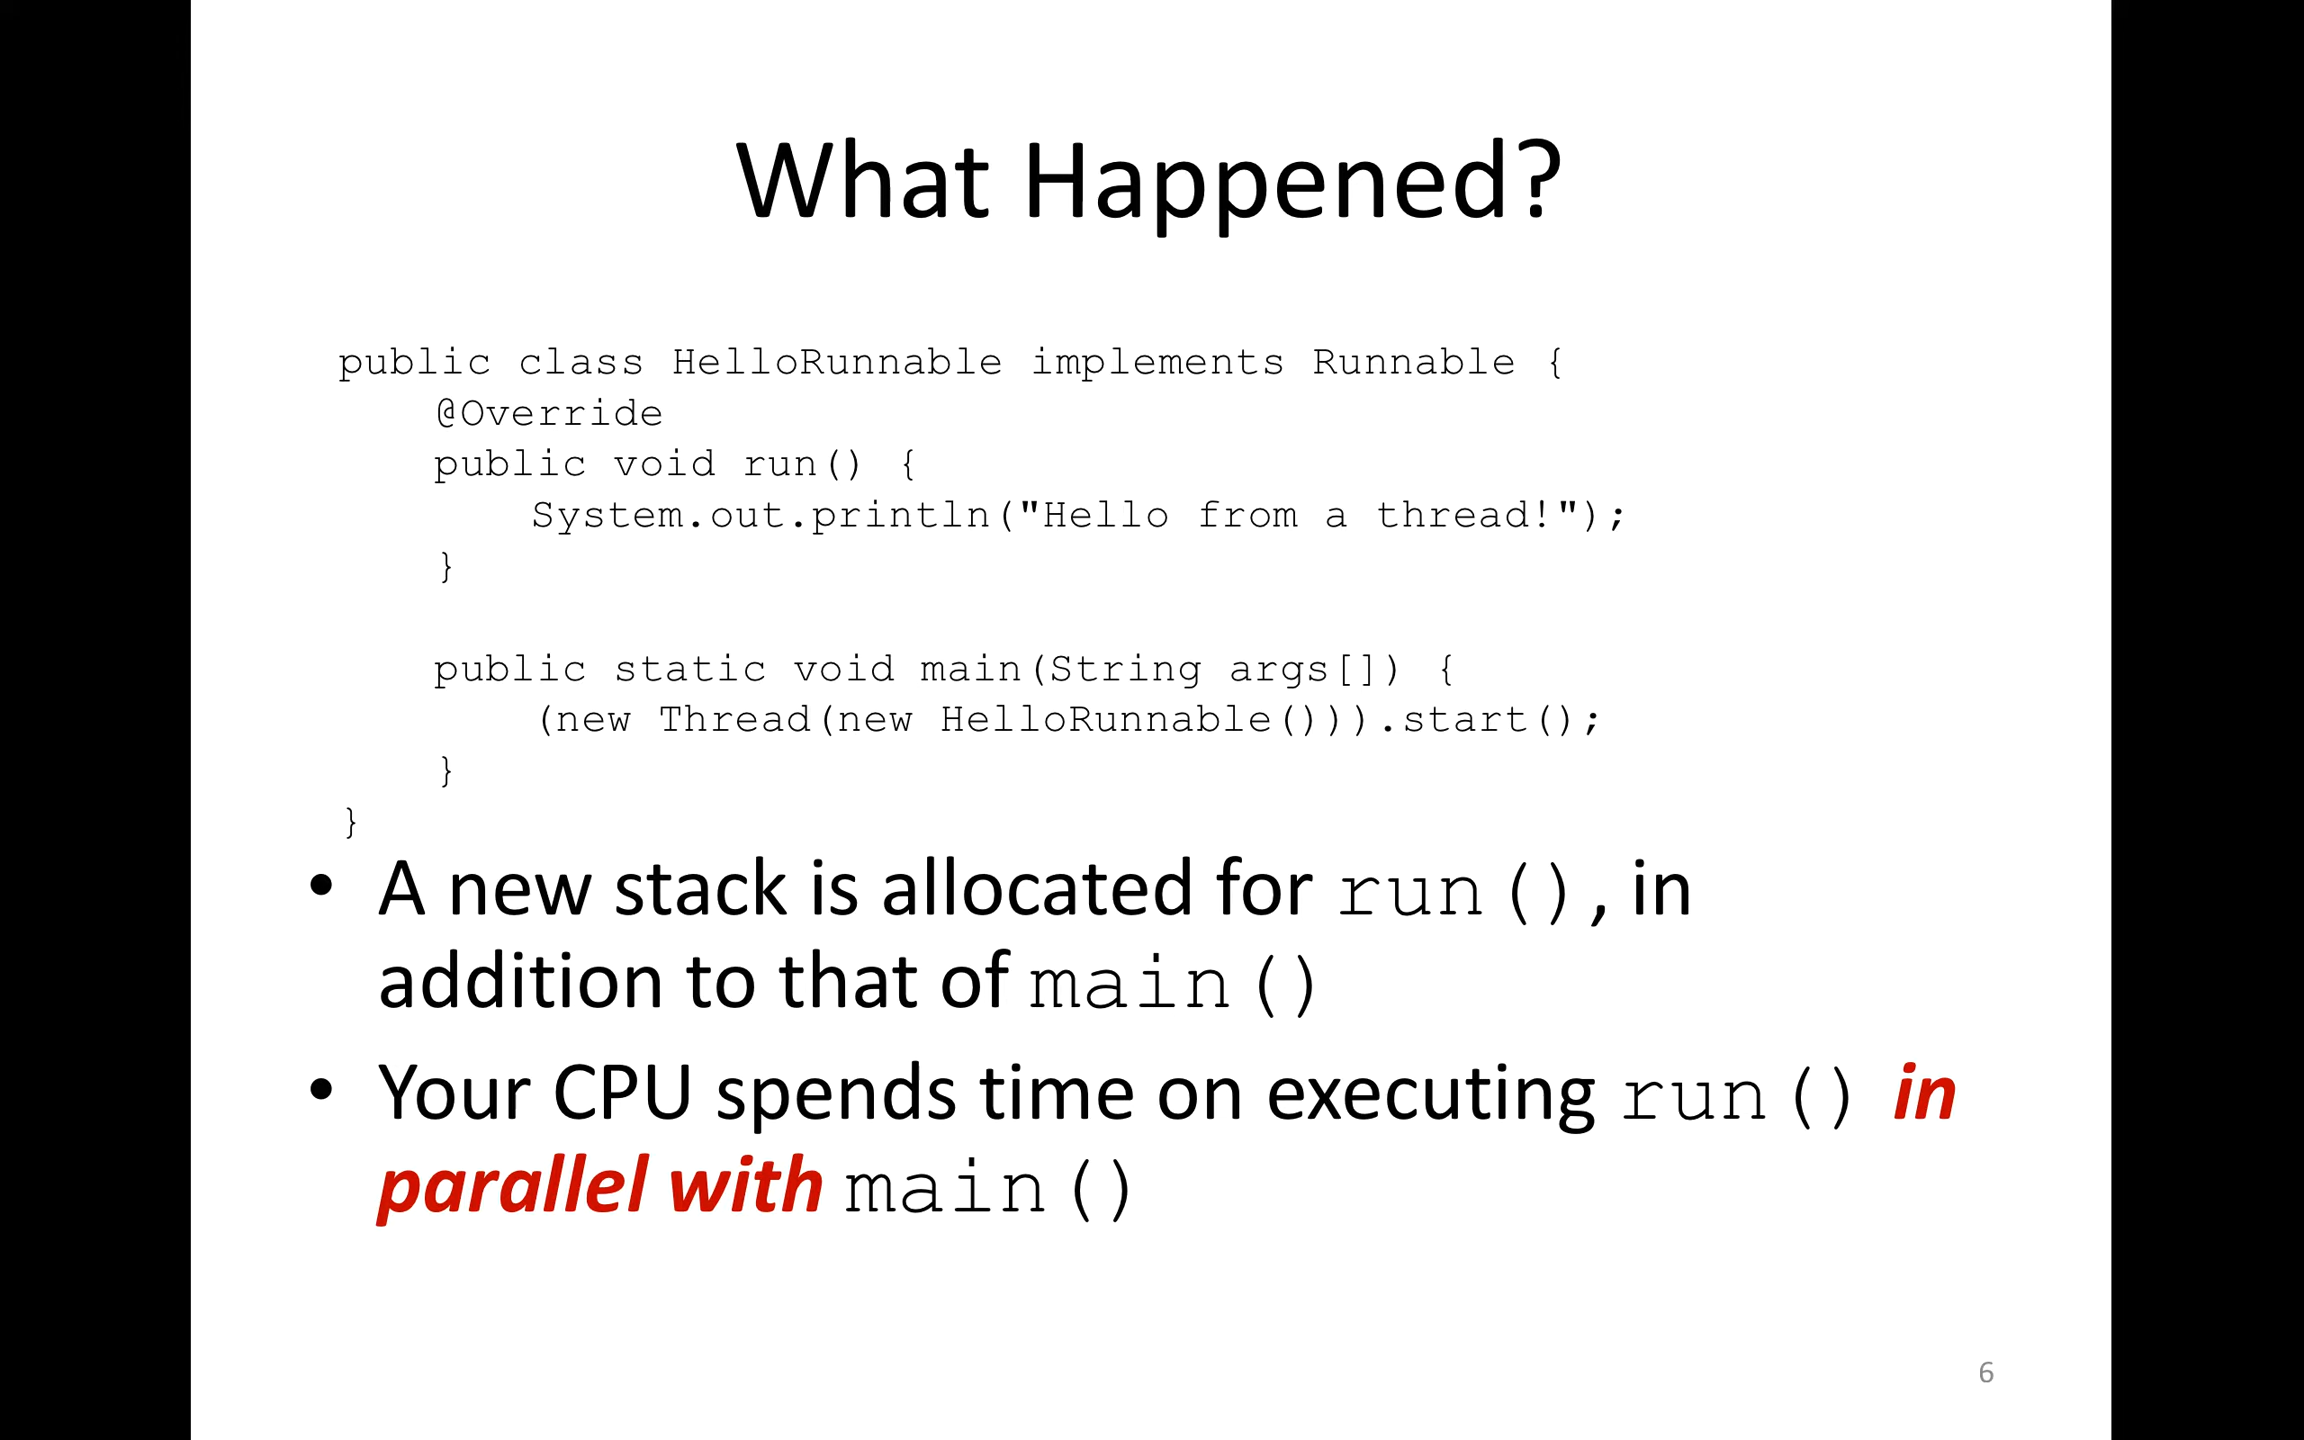 What Happened?
public class HelloRunnable implements Runnable {
@Override
public void run() {
System.out.println("Hello from a thread!");
}
public static void main(String args[]) {
(new Thread(new HelloRunnable())).start();
}
}
• A new stack is allocated for run(), in
addition to that of main()
• Your CPU spends time on executing run() in
parallel with main()
6